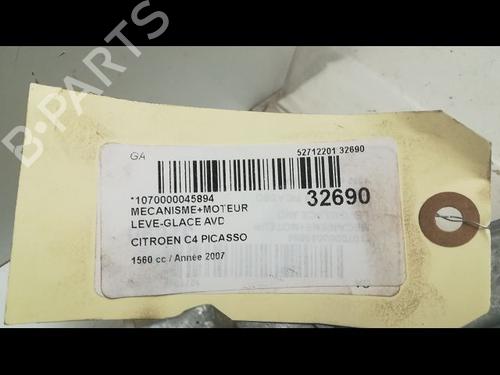 B-PARTS
GA
52712201 32690
*1070000045894
32690
MECANISME+MOTEUR
LEVE-GLACE AVD
CITROEN C4 PICASSO
1560 cc / Année 2007